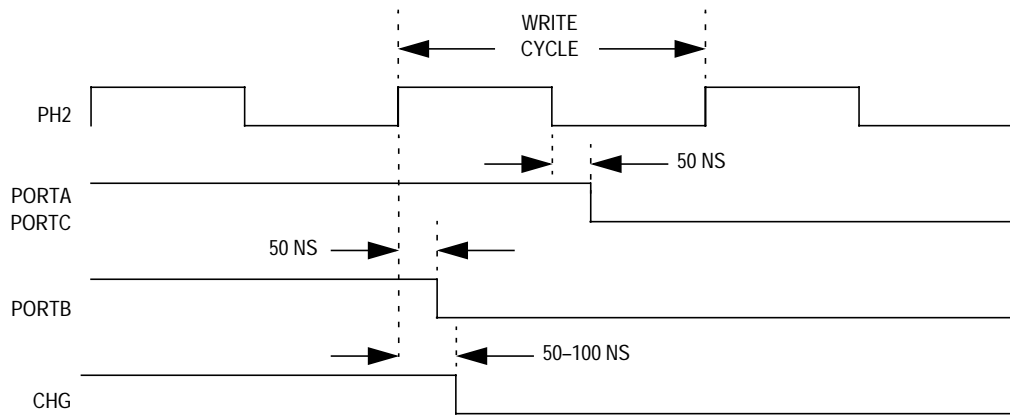 WRITE
CYCLE
PH2
50 NS
PORTA
PORTC
50 NS
PORTB
50–100 NS
CHG